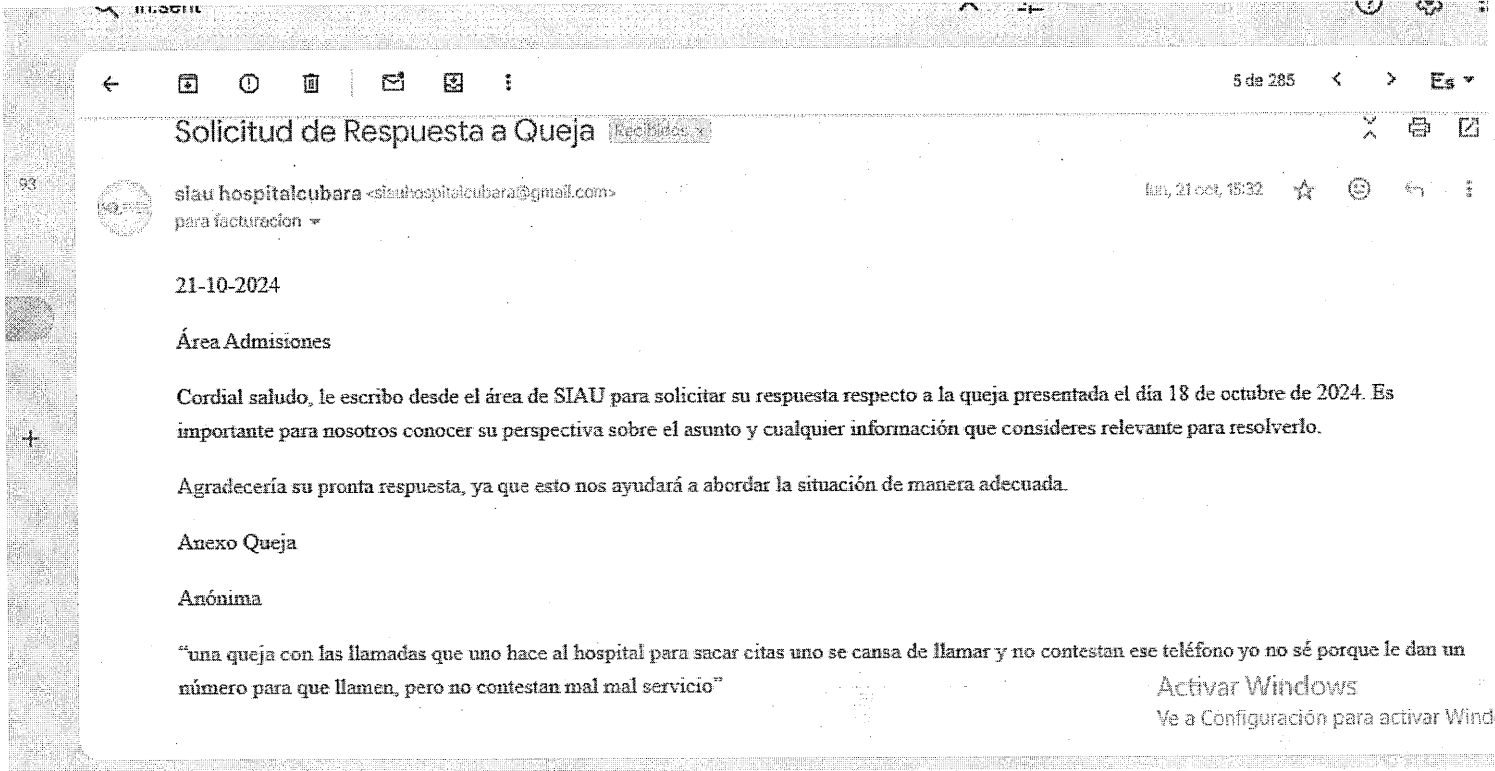 in:sent
5 de 285
Es
Solicitud de Respuesta a Queja Recibidos x
93
siau hospitalcubara <siauhospitalcubara@gmail.com>
lun, 21 oct, 15:32
para facturacion
21-10-2024
Área Admisiones
Cordial saludo, le escribo desde el área de SIAU para solicitar su respuesta respecto a la queja presentada el día 18 de octubre de 2024. Es
importante para nosotros conocer su perspectiva sobre el asunto y cualquier información que consideres relevante para resolverlo.
Agradecería su pronta respuesta, ya que esto nos ayudará a abordar la situación de manera adecuada.
Anexo Queja
Anónima
“una queja con las llamadas que uno hace al hospital para sacar citas uno se cansa de llamar y no contestan ese teléfono yo no sé porque le dan un
número para que llamen, pero no contestan mal mal servicio”
Activar Windows
Ve a Configuración para activar Wind